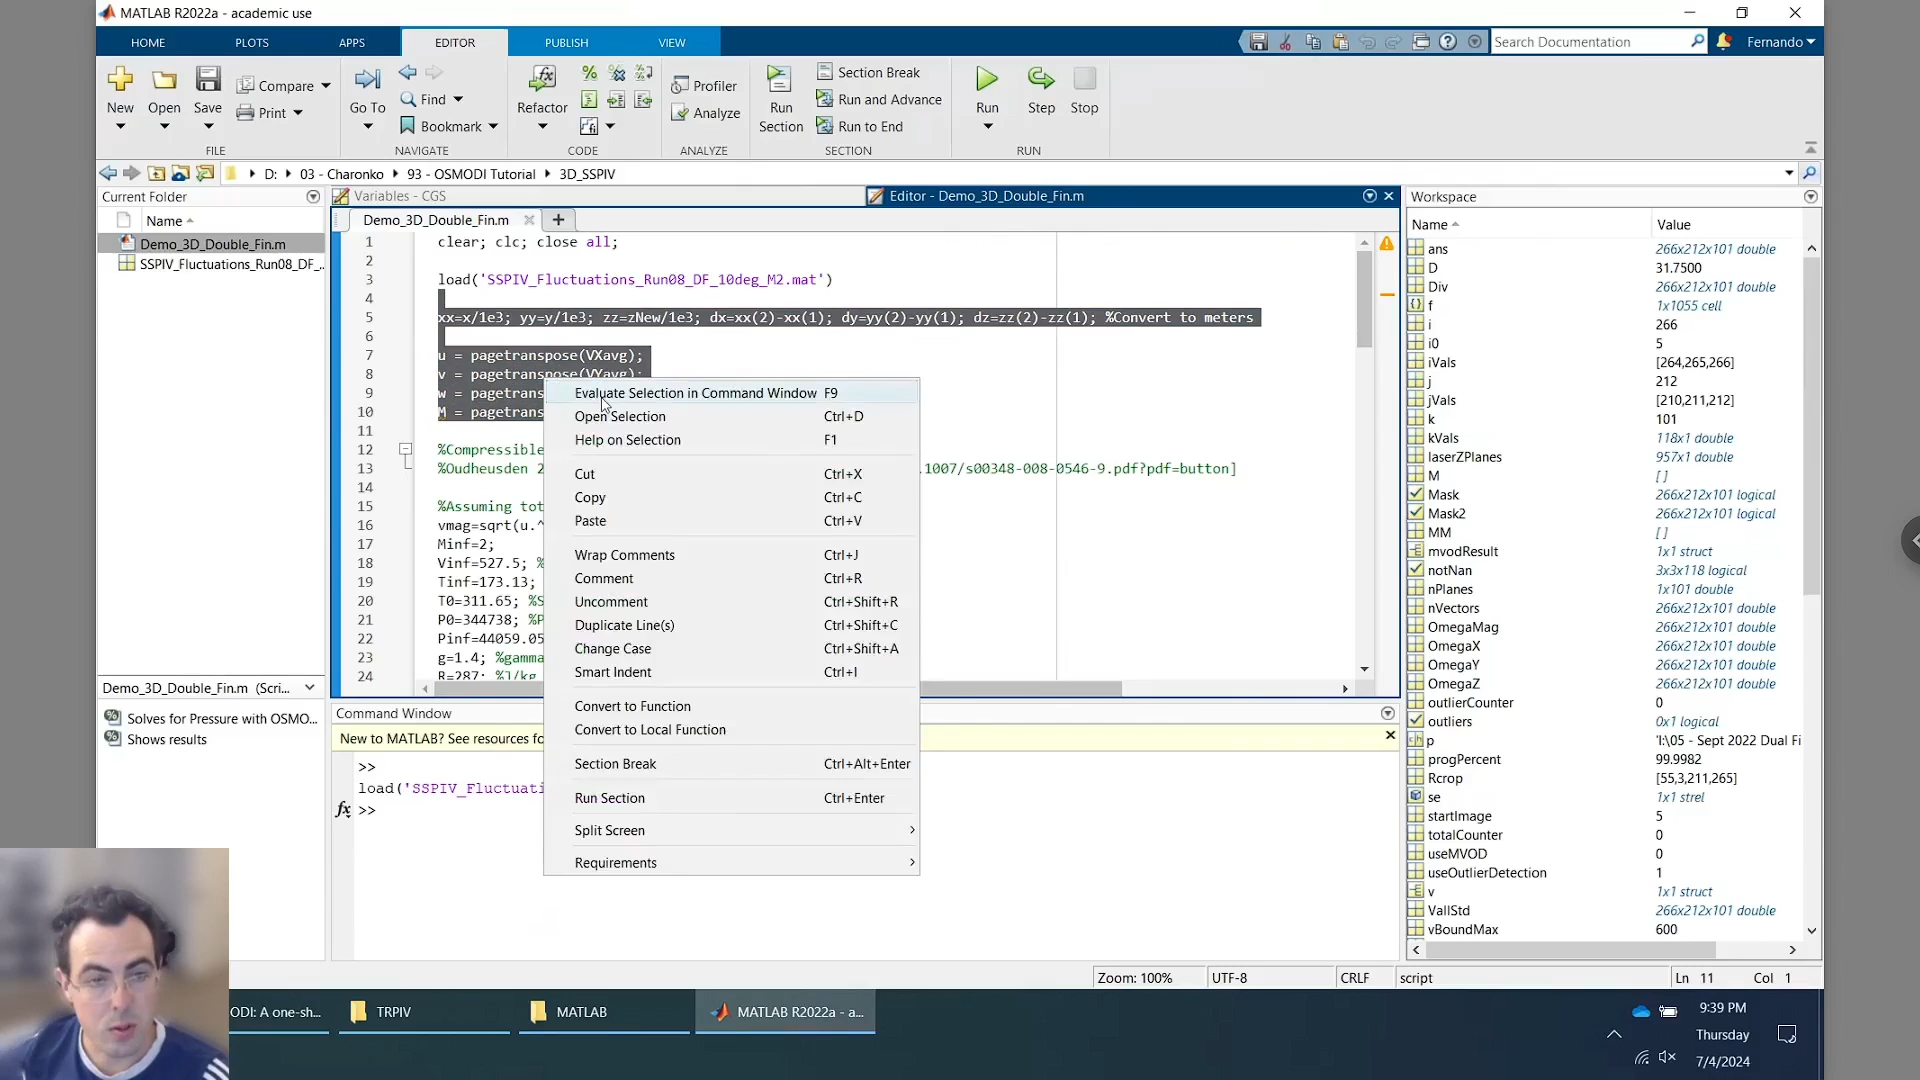 MATLAB R2022a - academic use
HOME
PLOTS
APPS
EDITOR
PUBLISH
VIEW
Search Documentation
Fernando
New
Open
Save
Compare
Print
FILE
Go To
Find
Bookmark
NAVIGATE
Refactor
CODE
Profiler
Analyze
ANALYZE
Run Section
Section Break
Run and Advance
Run to End
SECTION
Run
Step
Stop
RUN
D: 03 - Charonko 93 - OSMODI Tutorial 3D_SSPIV
Current Folder
Name
Demo_3D_Double_Fin.m
SSPIV_Fluctuations_Run08_DF_...
Demo_3D_Double_Fin.m (Scri...
Solves for Pressure with OSMO...
Shows results
Variables - CGS
Editor - Demo_3D_Double_Fin.m
Demo_3D_Double_Fin.m
1 clear; clc; close all;
2
3 load('SSPIV_Fluctuations_Run08_DF_10deg_M2.mat')
4
5 xx=x/1e3; yy=y/1e3; zz=zNew/1e3; dx=xx(2)-xx(1); dy=yy(2)-yy(1); dz=zz(2)-zz(1); %Convert to meters
6
7 u = pagetranspose(VXavg);
8 v = pagetranspose(VYavg);
9 w = pagetrans
10 M = pagetrans
11
12 %Compressible
13 %Oudheusden 2 .1007/s00348-008-0546-9.pdf?pdf=button]
14
15 %Assuming tot
16 vmag=sqrt(u.^
17 Minf=2;
18 Vinf=527.5; %
19 Tinf=173.13;
20 T0=311.65; %S
21 P0=344738; %P
22 Pinf=44059.05
23 g=1.4; %gamma
24 R=287; %J/kg
Evaluate Selection in Command Window F9
Open Selection Ctrl+D
Help on Selection F1
Cut Ctrl+X
Copy Ctrl+C
Paste Ctrl+V
Wrap Comments Ctrl+J
Comment Ctrl+R
Uncomment Ctrl+Shift+R
Duplicate Line(s) Ctrl+Shift+C
Change Case Ctrl+Shift+A
Smart Indent Ctrl+I
Convert to Function
Convert to Local Function
Section Break Ctrl+Alt+Enter
Run Section Ctrl+Enter
Split Screen
Requirements
Command Window
New to MATLAB? See resources fo
>>
load('SSPIV_Fluctuati
fx >>
Workspace
Name Value
ans 266x212x101 double
D 31.7500
Div 266x212x101 double
f 1x1055 cell
i 266
i0 5
iVals [264,265,266]
j 212
jVals [210,211,212]
k 101
kVals 118x1 double
laserZPlanes 957x1 double
M []
Mask 266x212x101 logical
Mask2 266x212x101 logical
MM []
mvodResult 1x1 struct
notNan 3x3x118 logical
nPlanes 1x101 double
nVectors 266x212x101 double
OmegaMag 266x212x101 double
OmegaX 266x212x101 double
OmegaY 266x212x101 double
OmegaZ 266x212x101 double
outlierCounter 0
outliers 0x1 logical
p 'I:\05 - Sept 2022 Dual Fi
progPercent 99.9982
Rcrop [55,3,211,265]
se 1x1 strel
startImage 5
totalCounter 0
useMVOD 0
useOutlierDetection 1
v 1x1 struct
VallStd 266x212x101 double
vBoundMax 600
Zoom: 100% UTF-8 CRLF script Ln 11 Col 1
ODI: A one-sh...
TRPIV
MATLAB
MATLAB R2022a - a...
9:39 PM
Thursday
7/4/2024